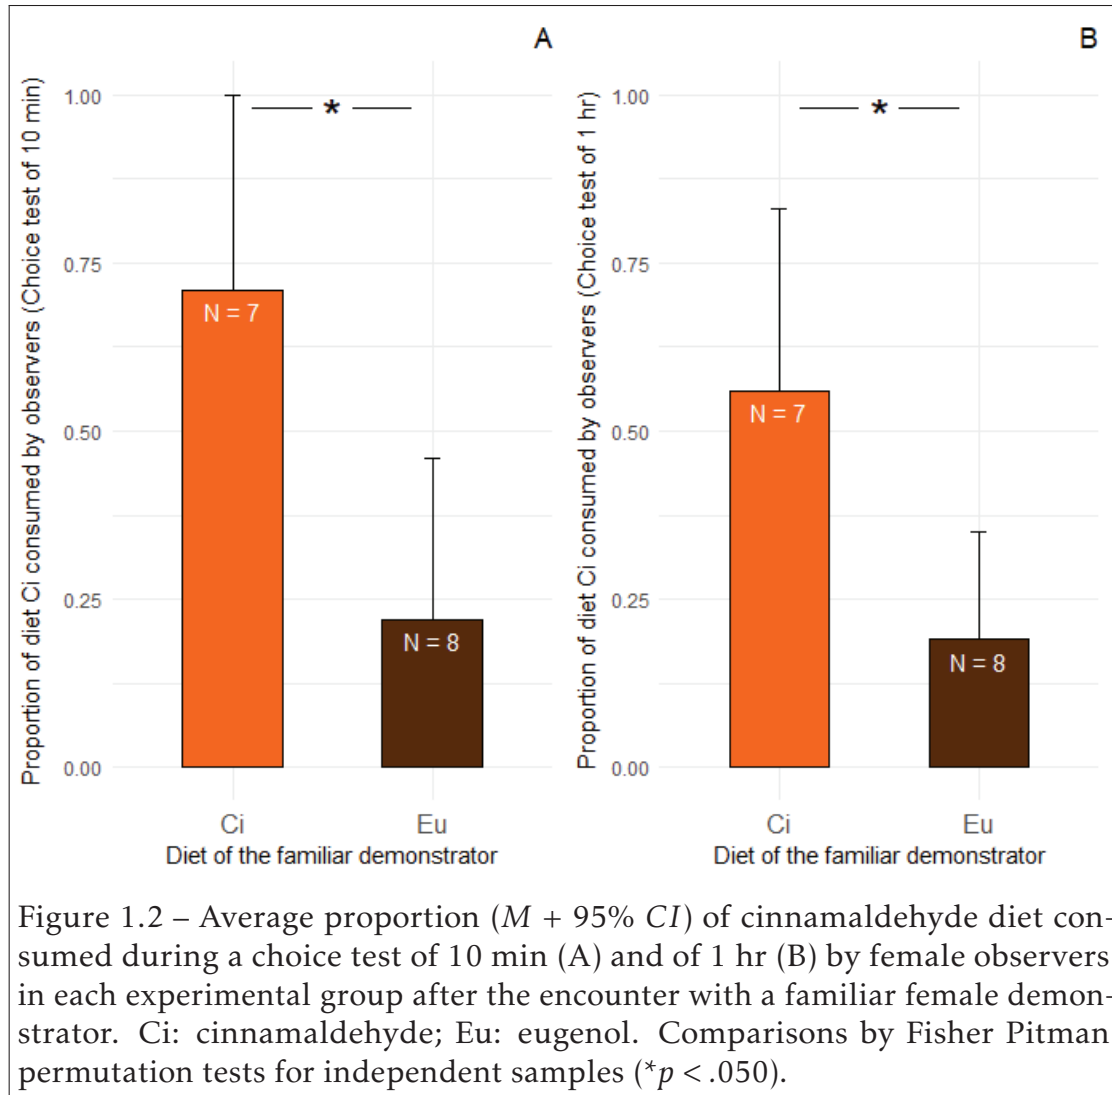 A
Proportion of diet Ci consumed by observers (Choice test of 10 min)
1.00
0.75
0.50
0.25
0.00
*
N = 7
N = 8
Ci
Eu
Diet of the familiar demonstrator
B
Proportion of diet Ci consumed by observers (Choice test of 1 hr)
1.00
0.75
0.50
0.25
0.00
*
N = 7
N = 8
Ci
Eu
Diet of the familiar demonstrator
Figure 1.2 – Average proportion (M + 95% CI) of cinnamaldehyde diet con-
sumed during a choice test of 10 min (A) and of 1 hr (B) by female observers
in each experimental group after the encounter with a familiar female demon-
strator. Ci: cinnamaldehyde; Eu: eugenol. Comparisons by Fisher Pitman
permutation tests for independent samples (*p < .050).